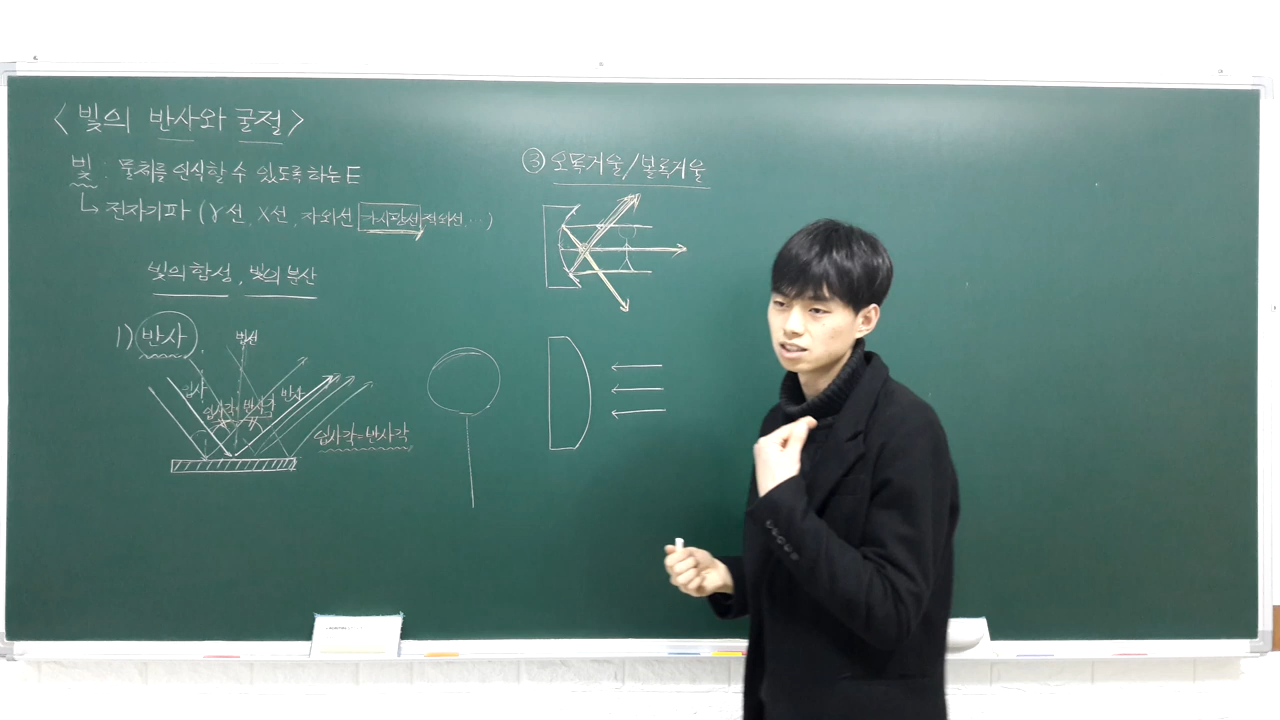 <빛의 반사와 굴절>
빛 : 물체를 인식할 수 있도록 하는 E
↳ 전자기파 (γ선, X선, 자외선 가시광선 적외선, …)
빛의 합성, 빛의 분산
1) 반사
법선
입사 반사
입사각 반사각
입사각=반사각
③ 오목거울/볼록거울